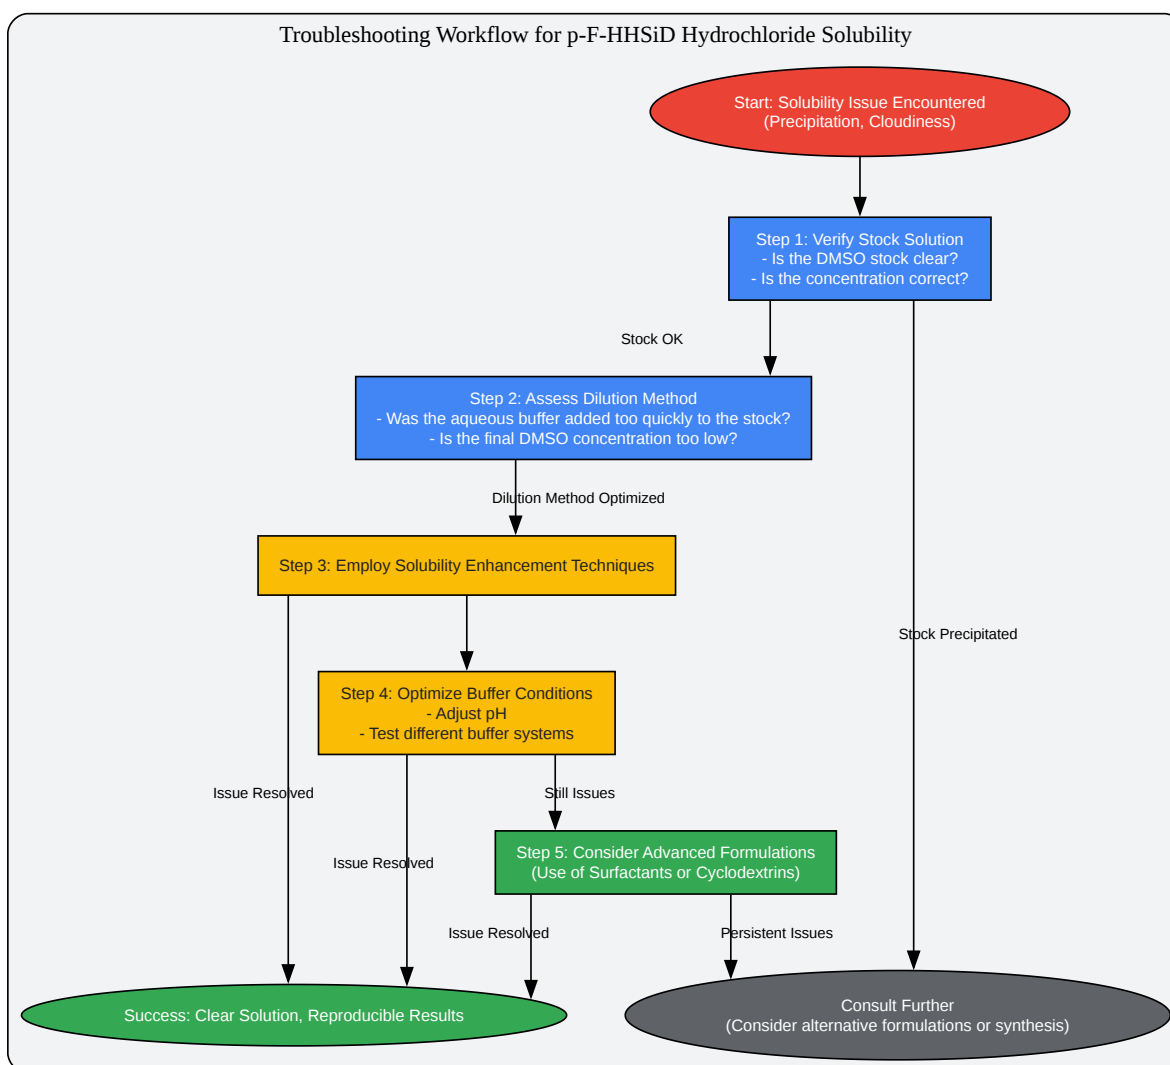 Troubleshooting Workflow for p-F-HHSiD Hydrochloride Solubility
Start: Solubility Issue Encountered
(Precipitation, Cloudiness)
Step 1: Verify Stock Solution
- Is the DMSO stock clear?
- Is the concentration correct?
Stock OK
Step 2: Assess Dilution Method
- Was the aqueous buffer added too quickly to the stock?
- Is the final DMSO concentration too low?
Dilution Method Optimized
Step 3: Employ Solubility Enhancement Techniques
Stock Precipitated
Step 4: Optimize Buffer Conditions
- Adjust pH
- Test different buffer systems
Issue Resolved
Still Issues
Issue Resolved
Step 5: Consider Advanced Formulations
(Use of Surfactants or Cyclodextrins)
Issue Resolved
Persistent Issues
Success: Clear Solution, Reproducible Results
Consult Further
(Consider alternative formulations or synthesis)